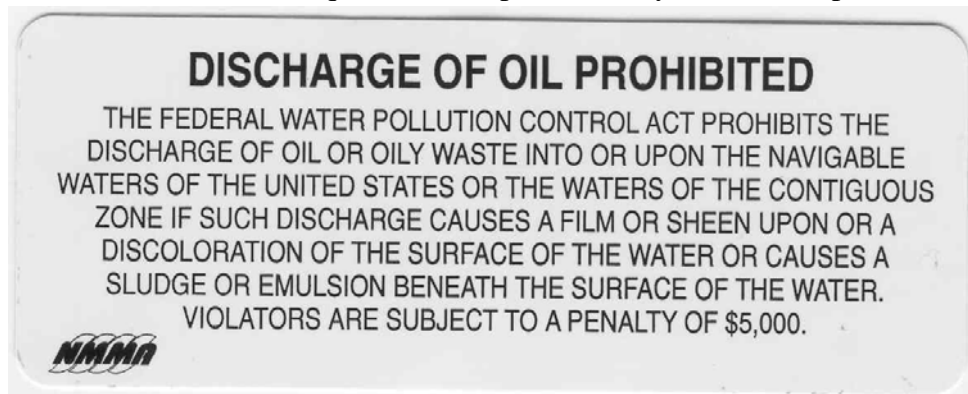 DISCHARGE OF OIL PROHIBITED
THE FEDERAL WATER POLLUTION CONTROL ACT PROHIBITS THE
DISCHARGE OF OIL OR OILY WASTE INTO OR UPON THE NAVIGABLE
WATERS OF THE UNITED STATES OR THE WATERS OF THE CONTIGUOUS
ZONE IF SUCH DISCHARGE CAUSES A FILM OR SHEEN UPON OR A
DISCOLORATION OF THE SURFACE OF THE WATER OR CAUSES A
SLUDGE OR EMULSION BENEATH THE SURFACE OF THE WATER.
VIOLATORS ARE SUBJECT TO A PENALTY OF $5,000.
NMMA